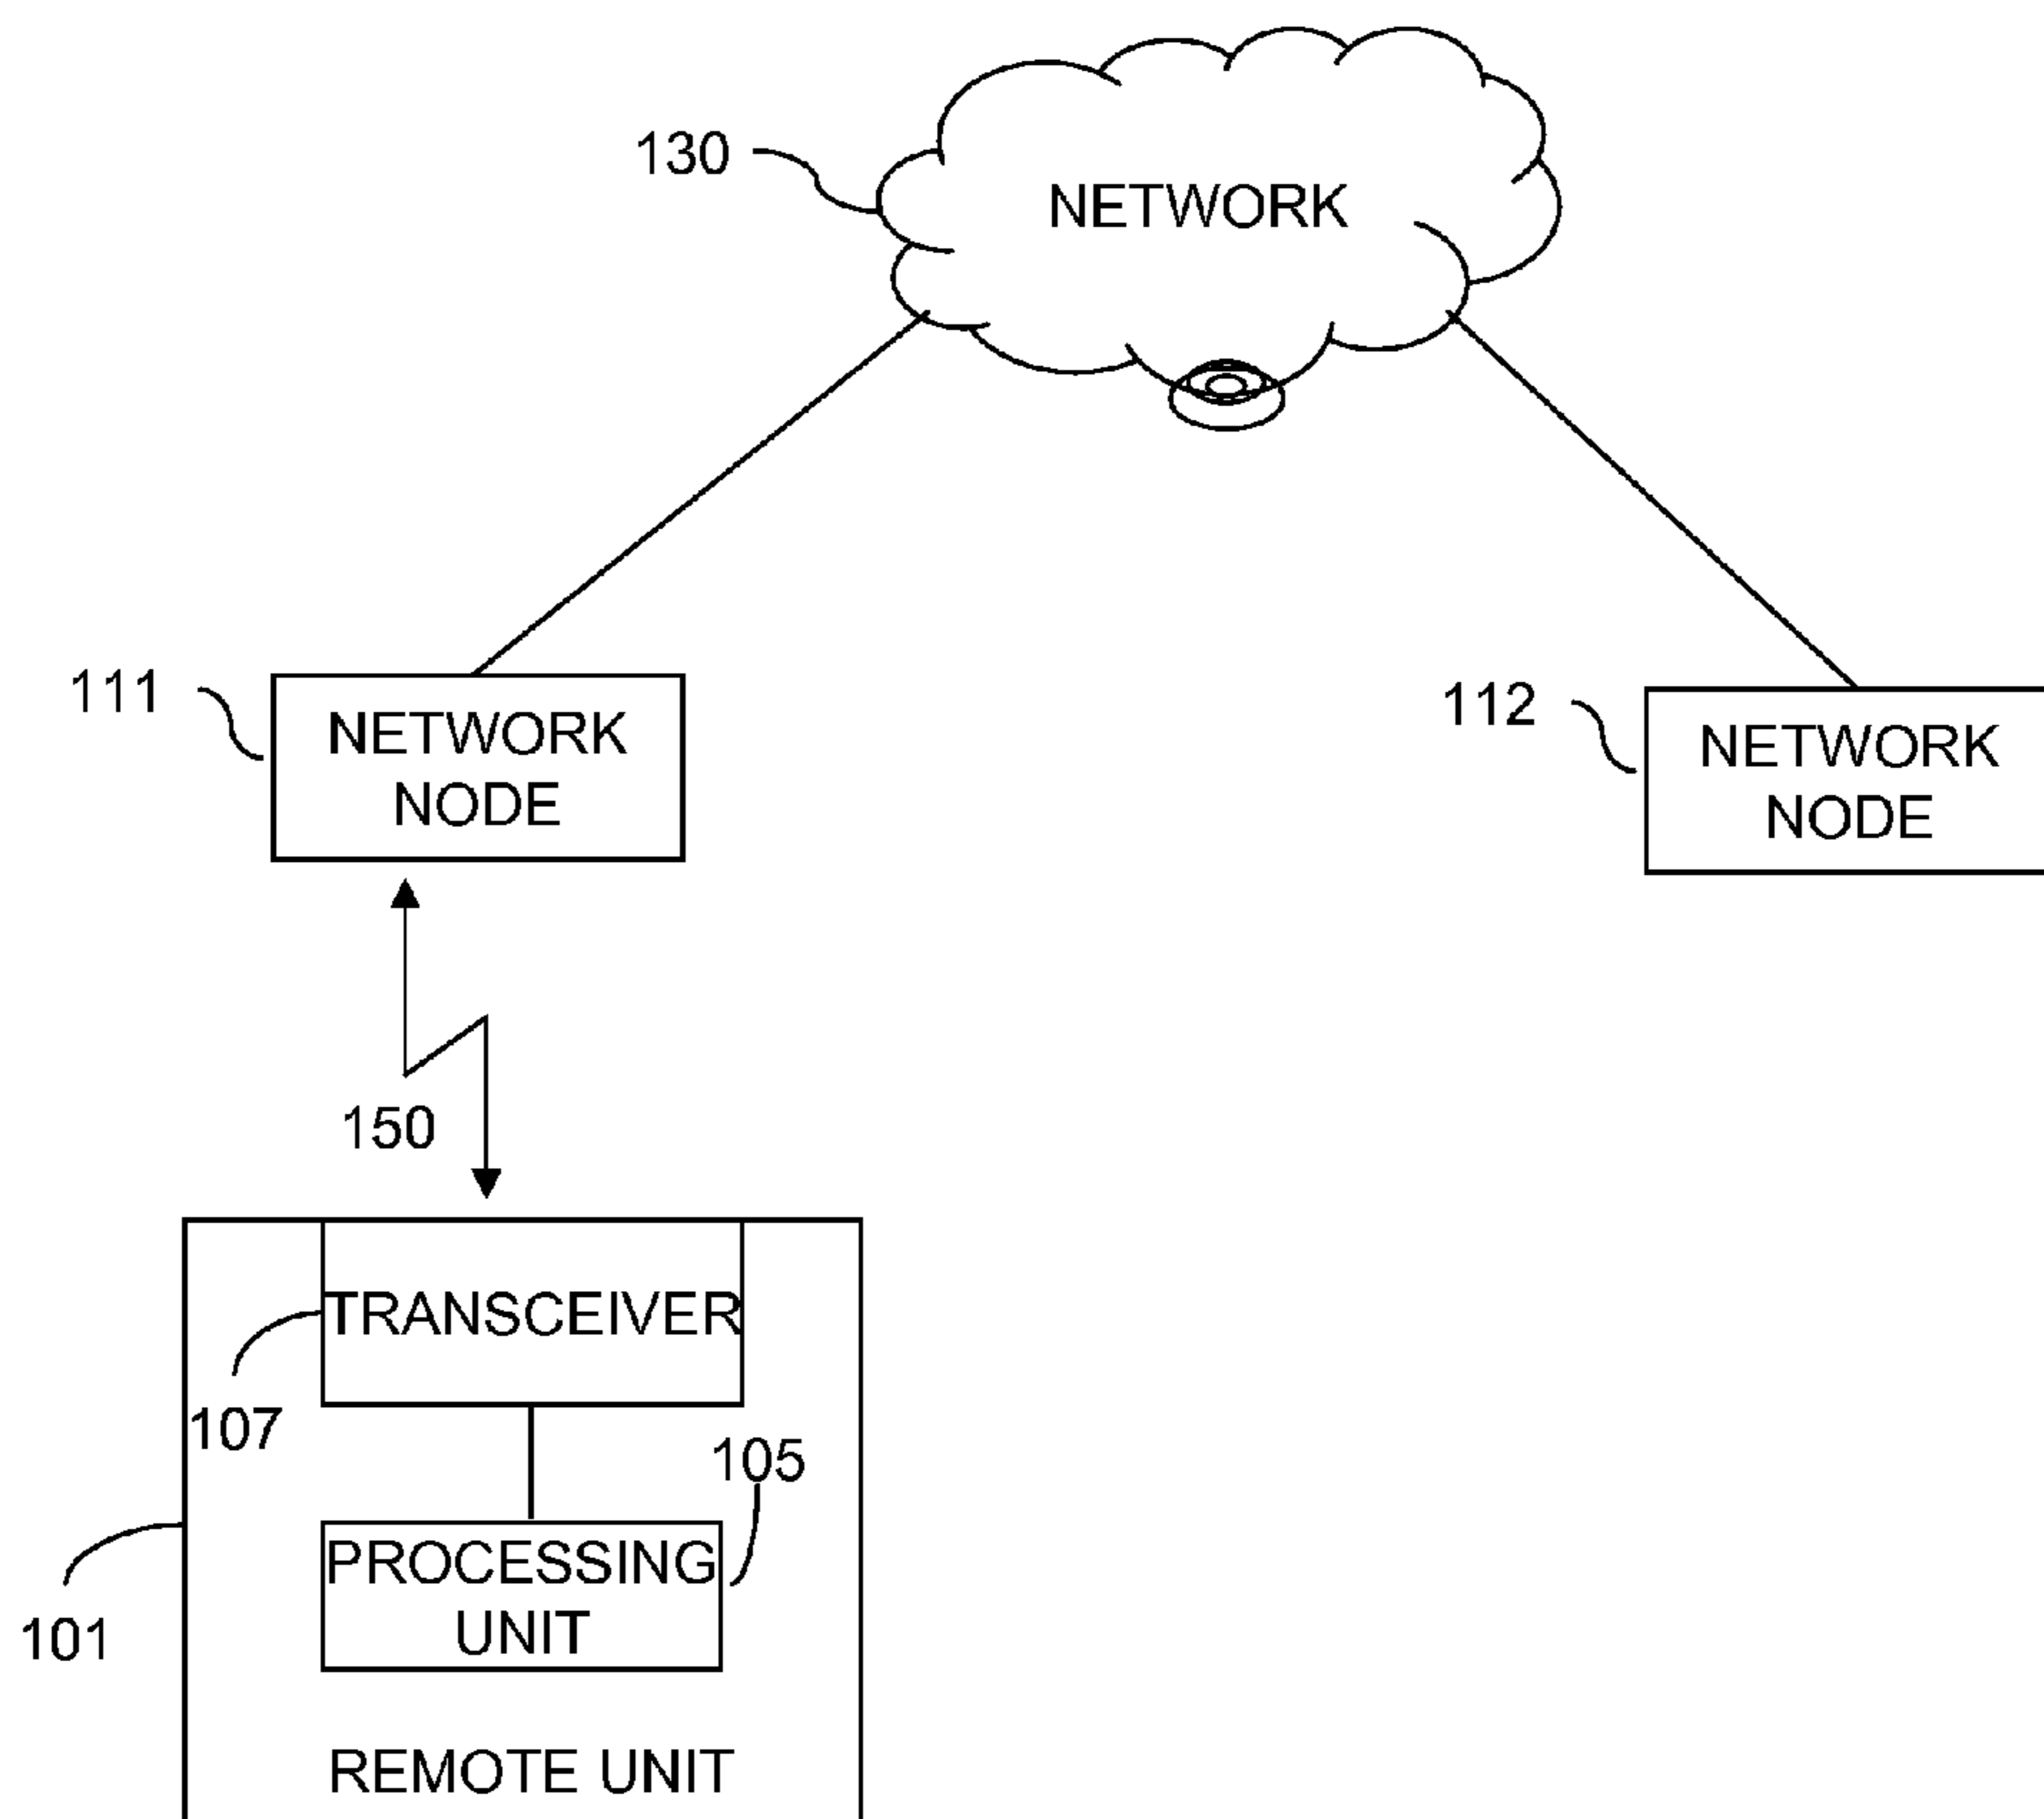 130
NETWORK
111
NETWORK
NODE
112
NETWORK
NODE
150
TRANSCEIVER
107
105
PROCESSING
UNIT
101
REMOTE UNIT